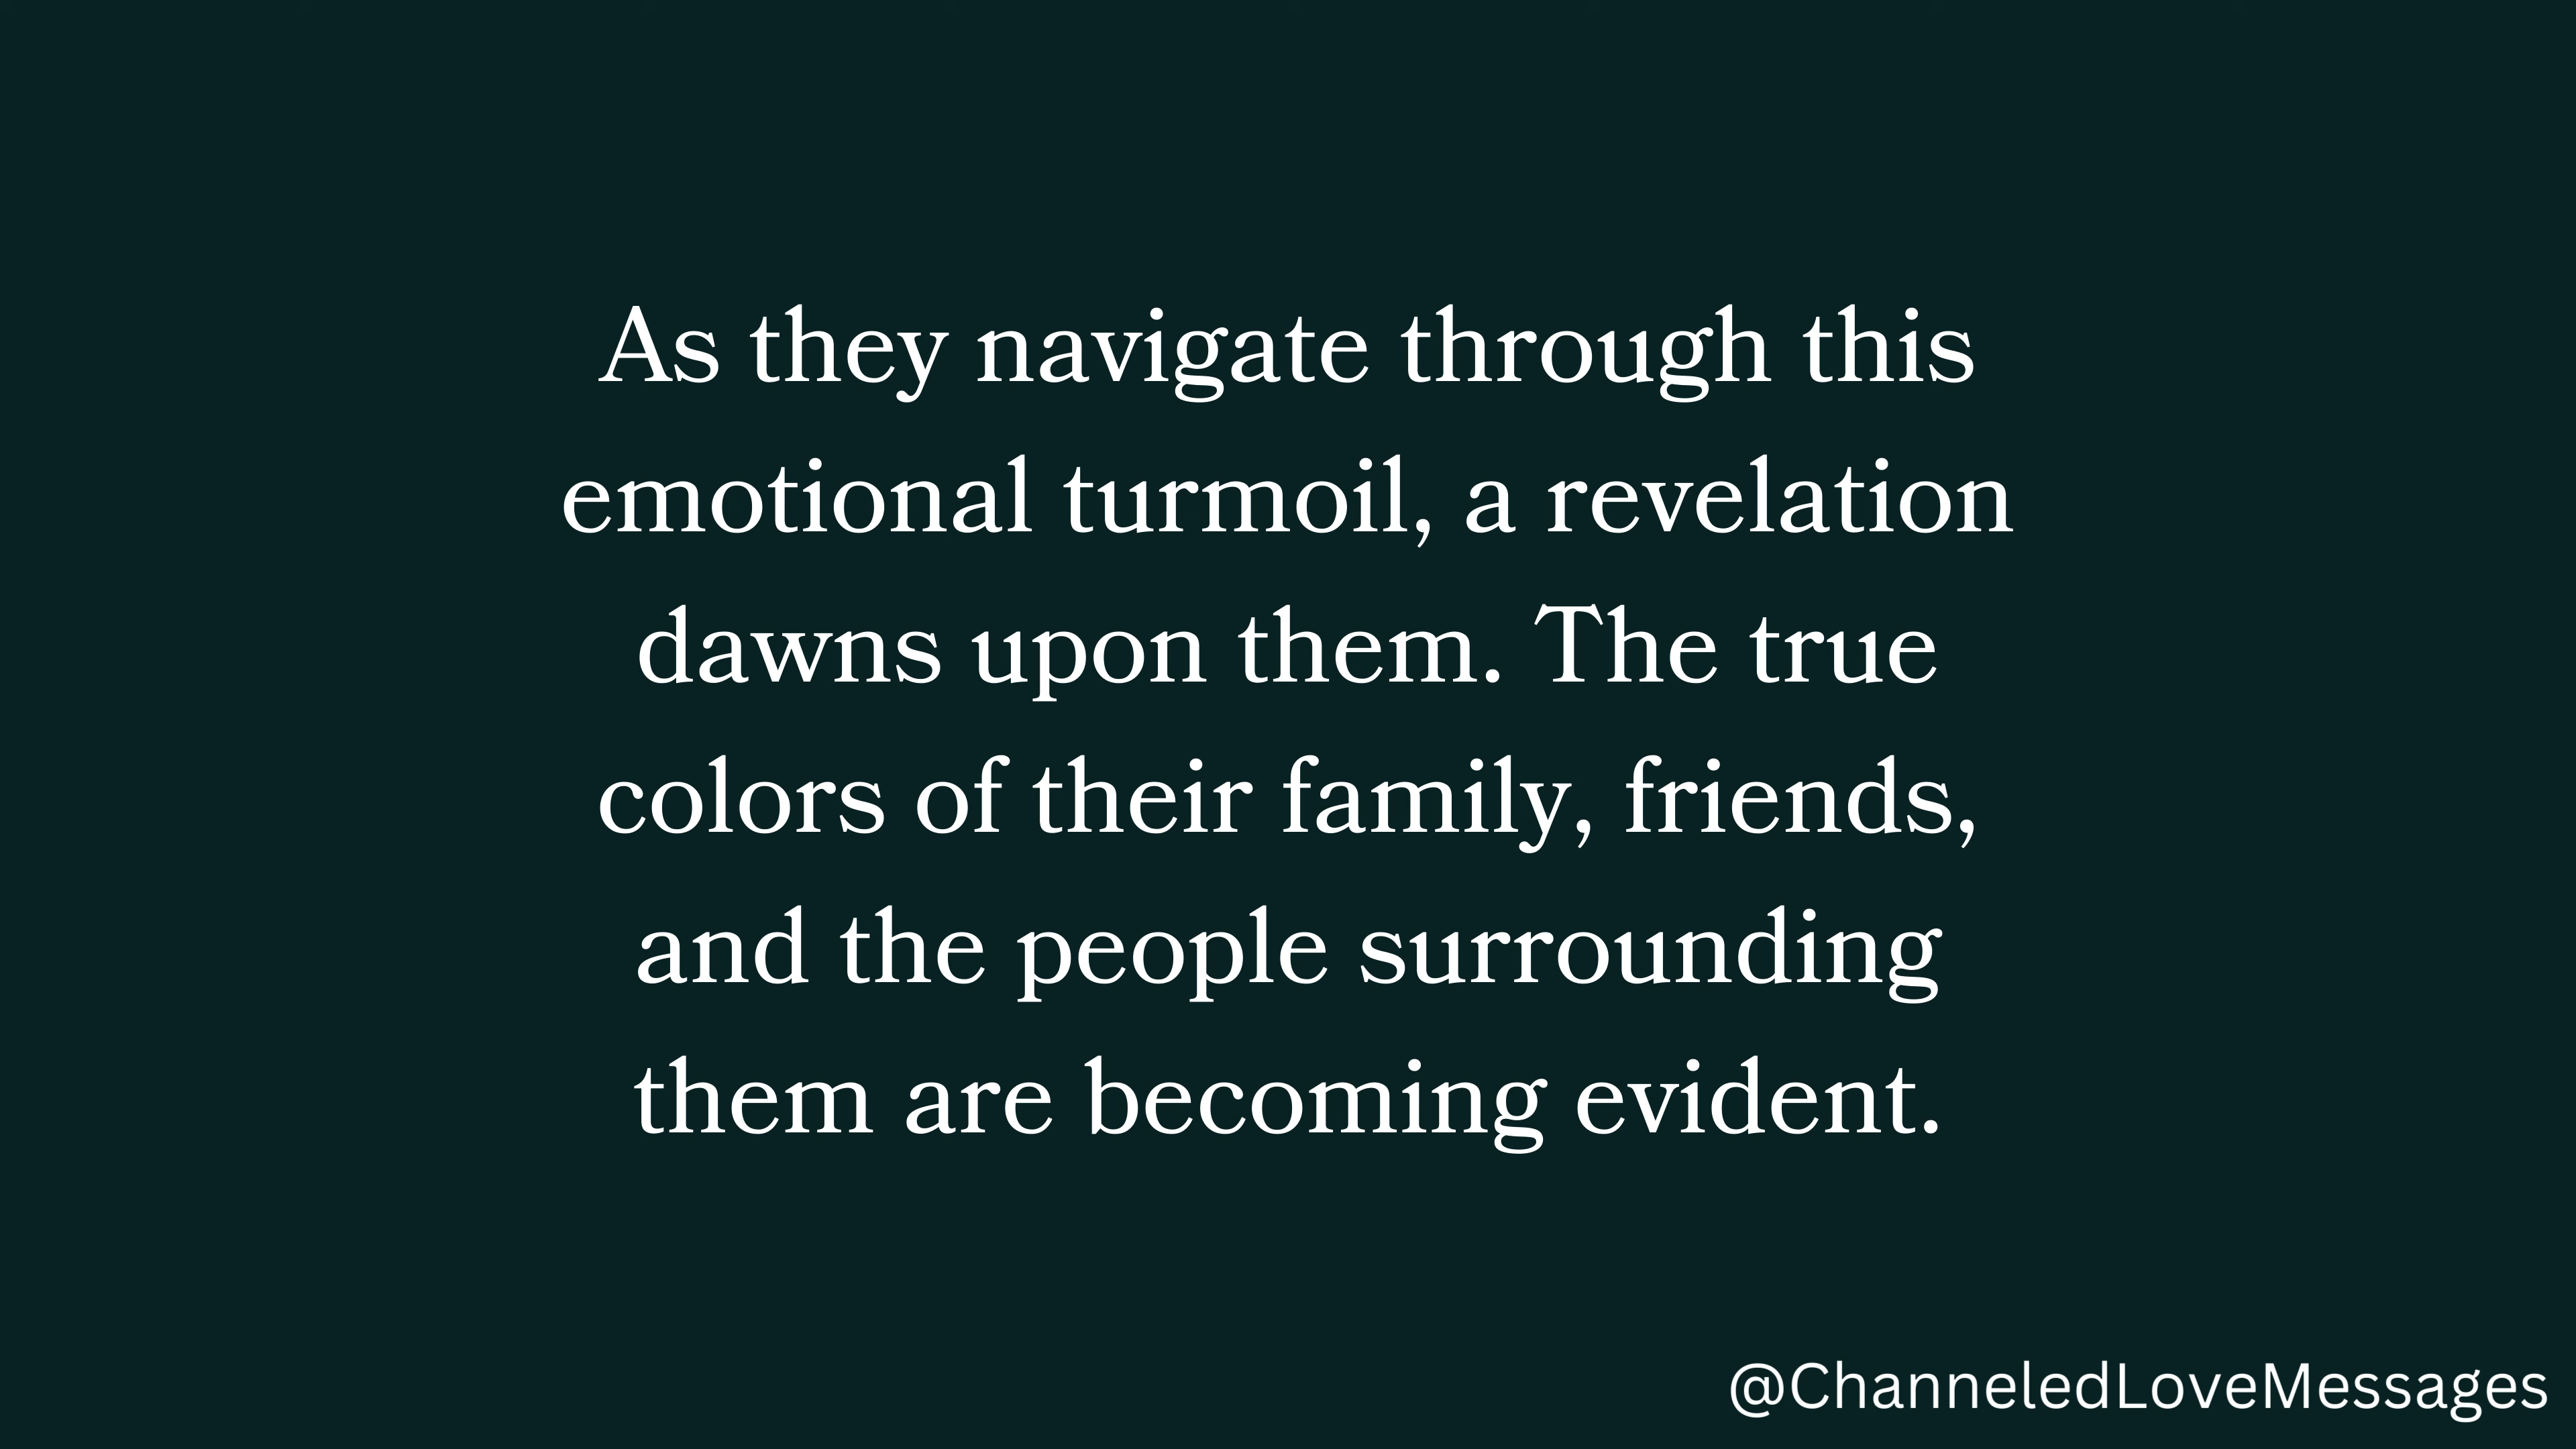 As they navigate through this
emotional turmoil, a revelation
dawns upon them. The true
colors of their family, friends,
and the people surrounding
them are becoming evident.
@ChanneledLoveMessages